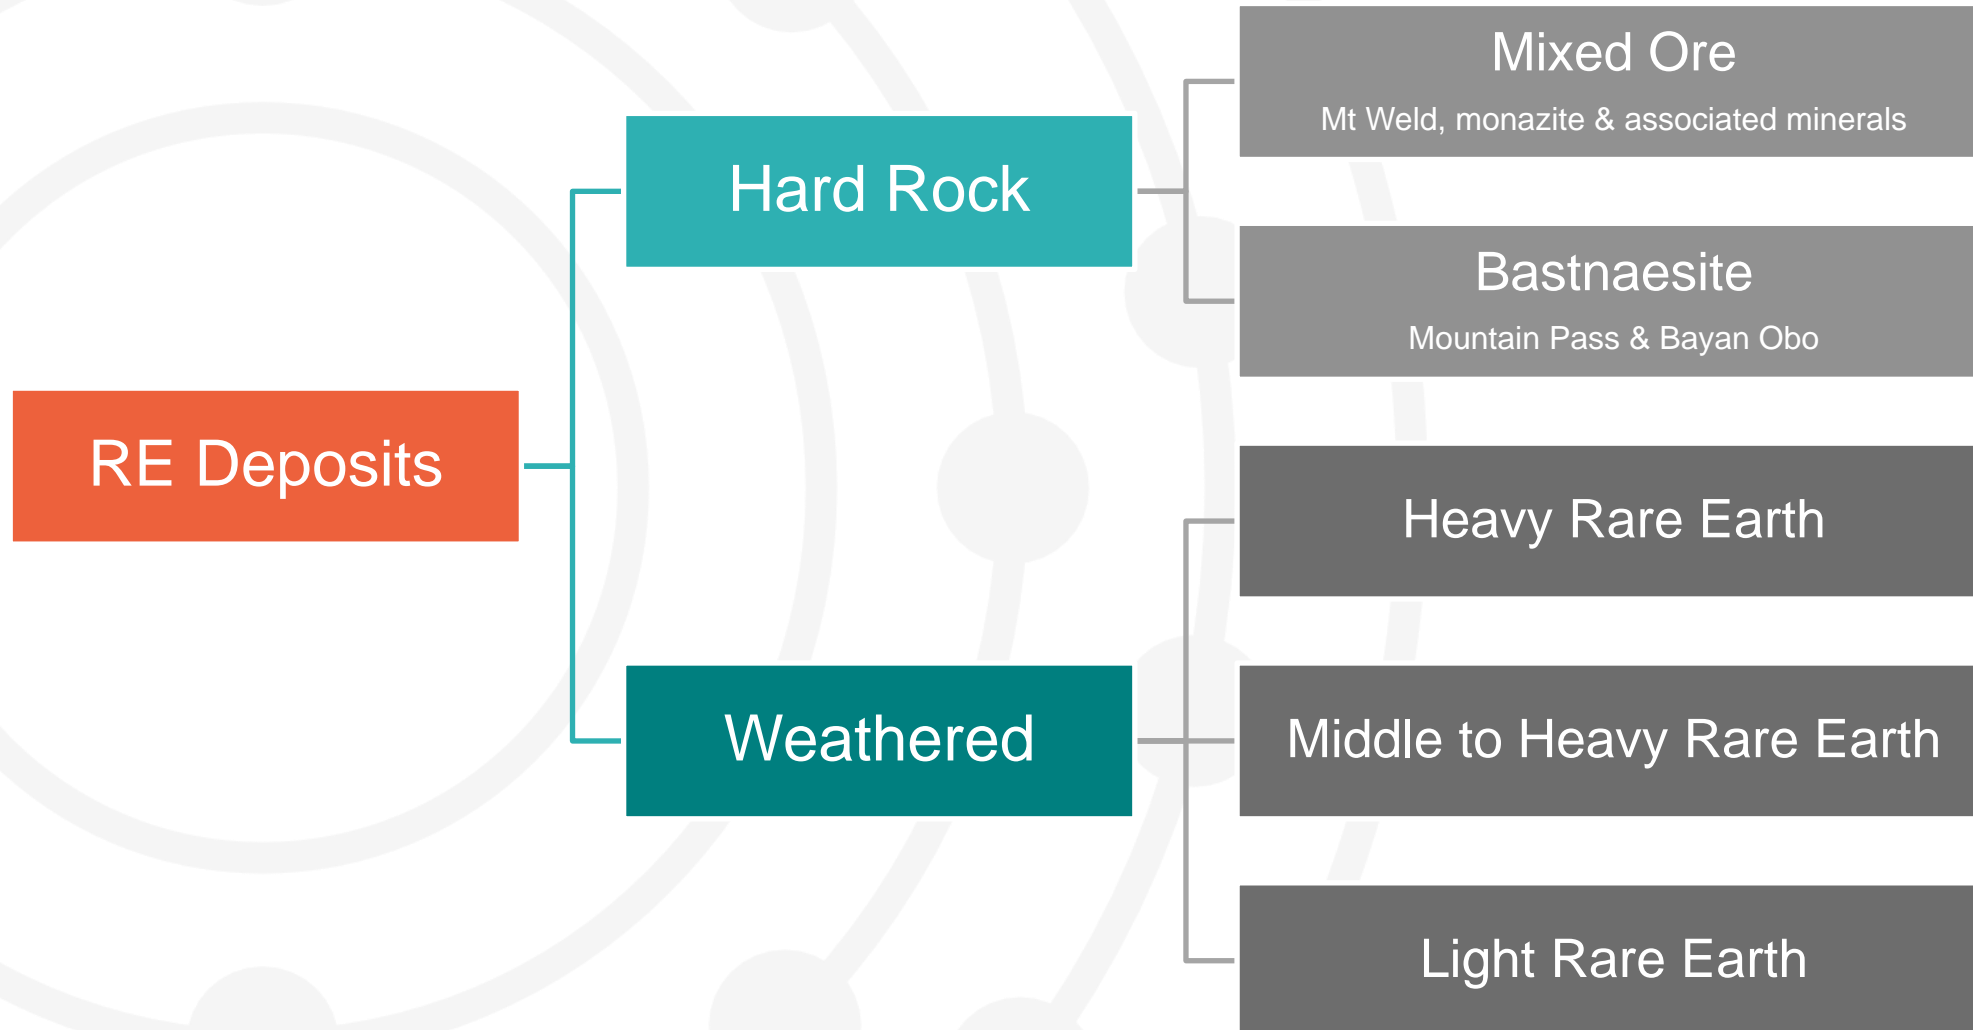 RE Deposits
Hard Rock
Mixed Ore
Mt Weld, monazite & associated minerals
Bastnaesite
Mountain Pass & Bayan Obo
Weathered
Heavy Rare Earth
Middle to Heavy Rare Earth
Light Rare Earth